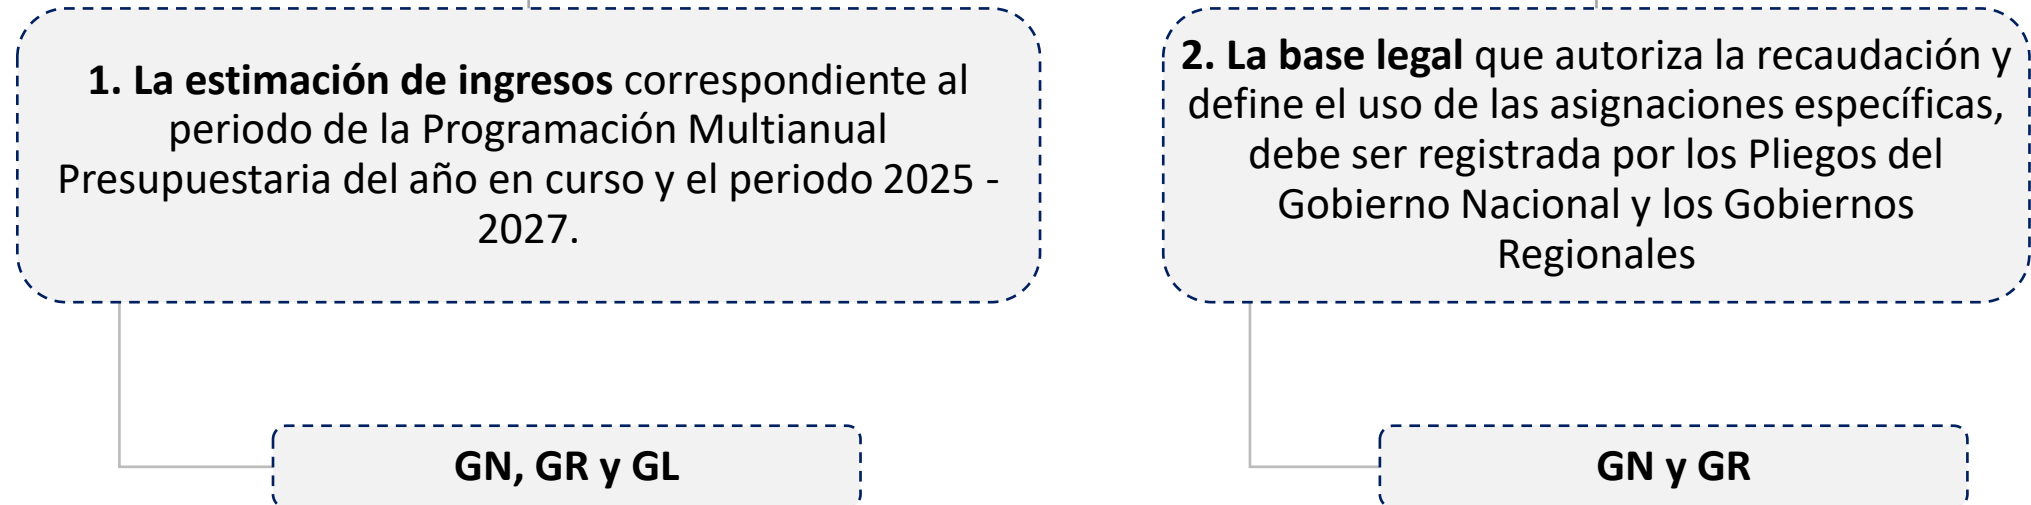 1. La estimación de ingresos correspondiente al
periodo de la Programación Multianual
Presupuestaria del año en curso y el periodo 2025 -
2027.
GN, GR y GL
2. La base legal que autoriza la recaudación y
define el uso de las asignaciones específicas,
debe ser registrada por los Pliegos del
Gobierno Nacional y los Gobiernos
Regionales
GN y GR